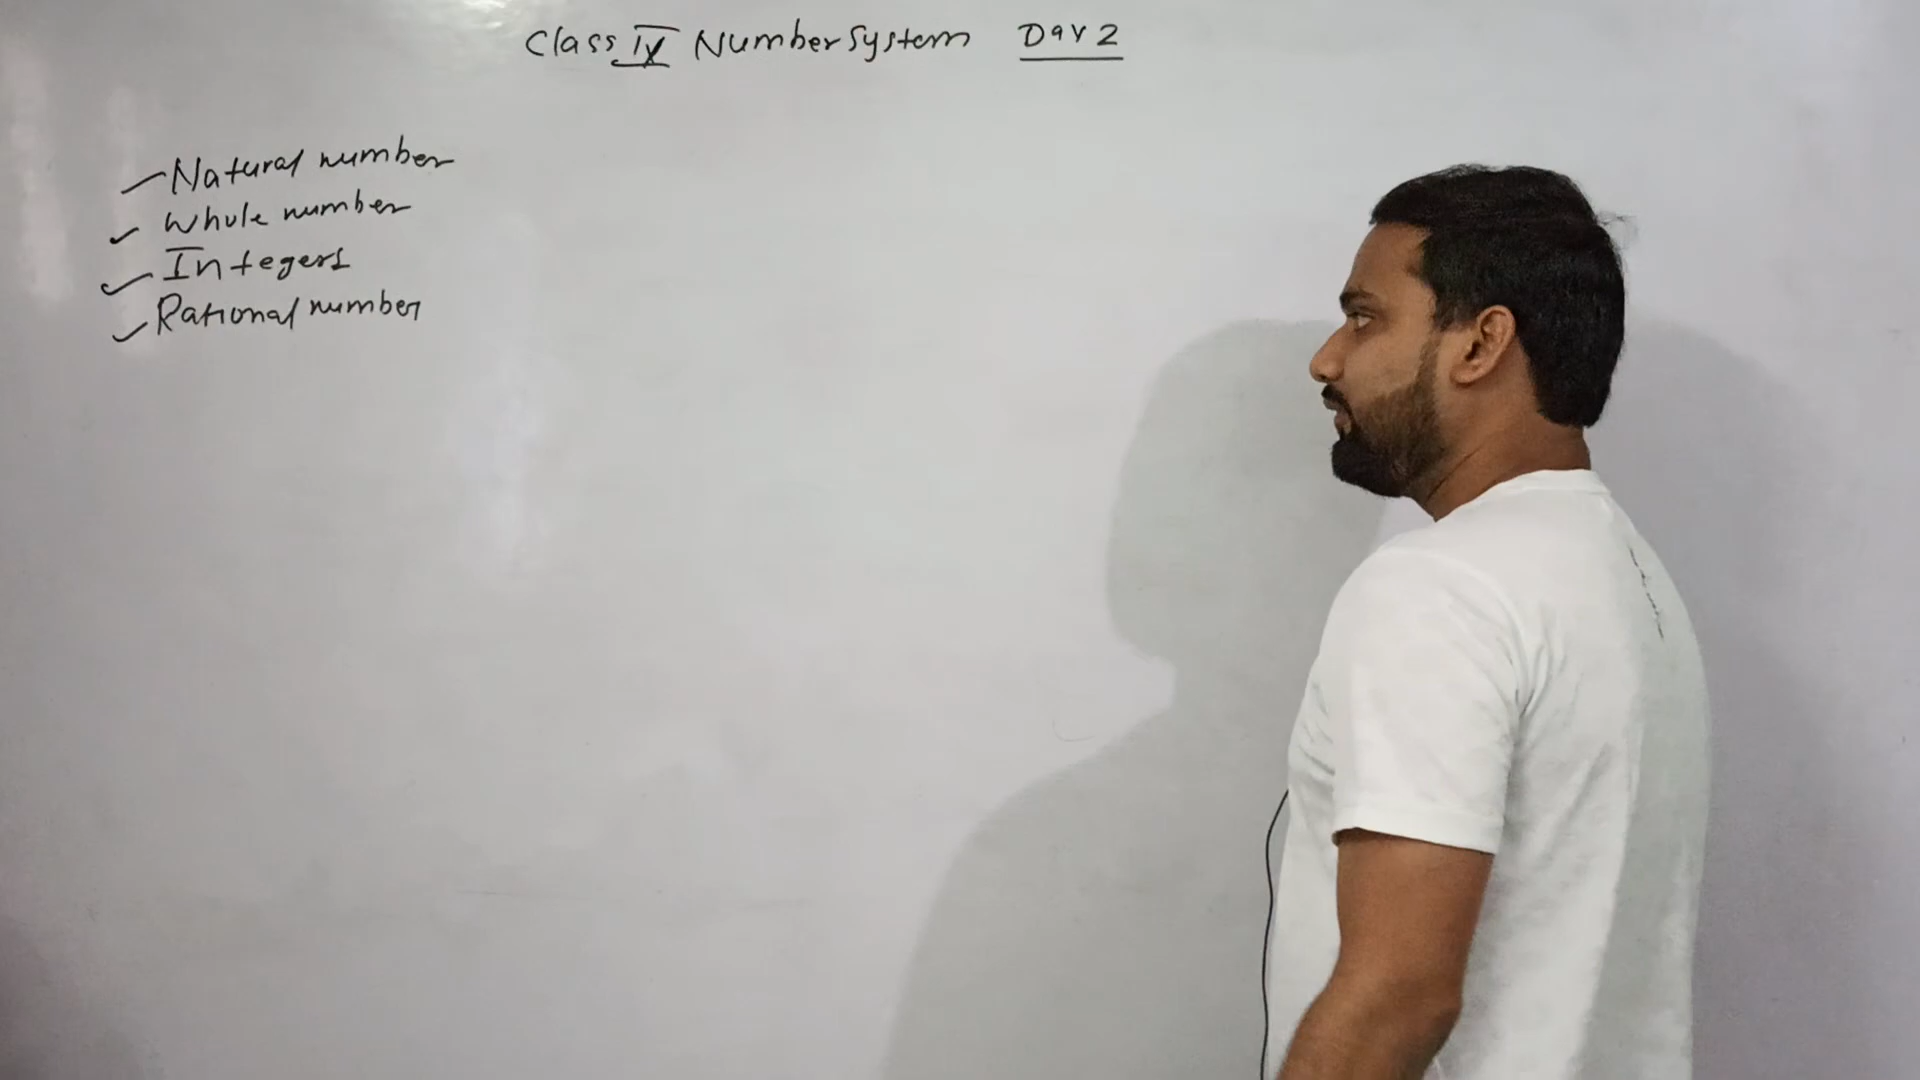 Class IX Number System Day 2
Natural number
Whole number
Integers
Rational number